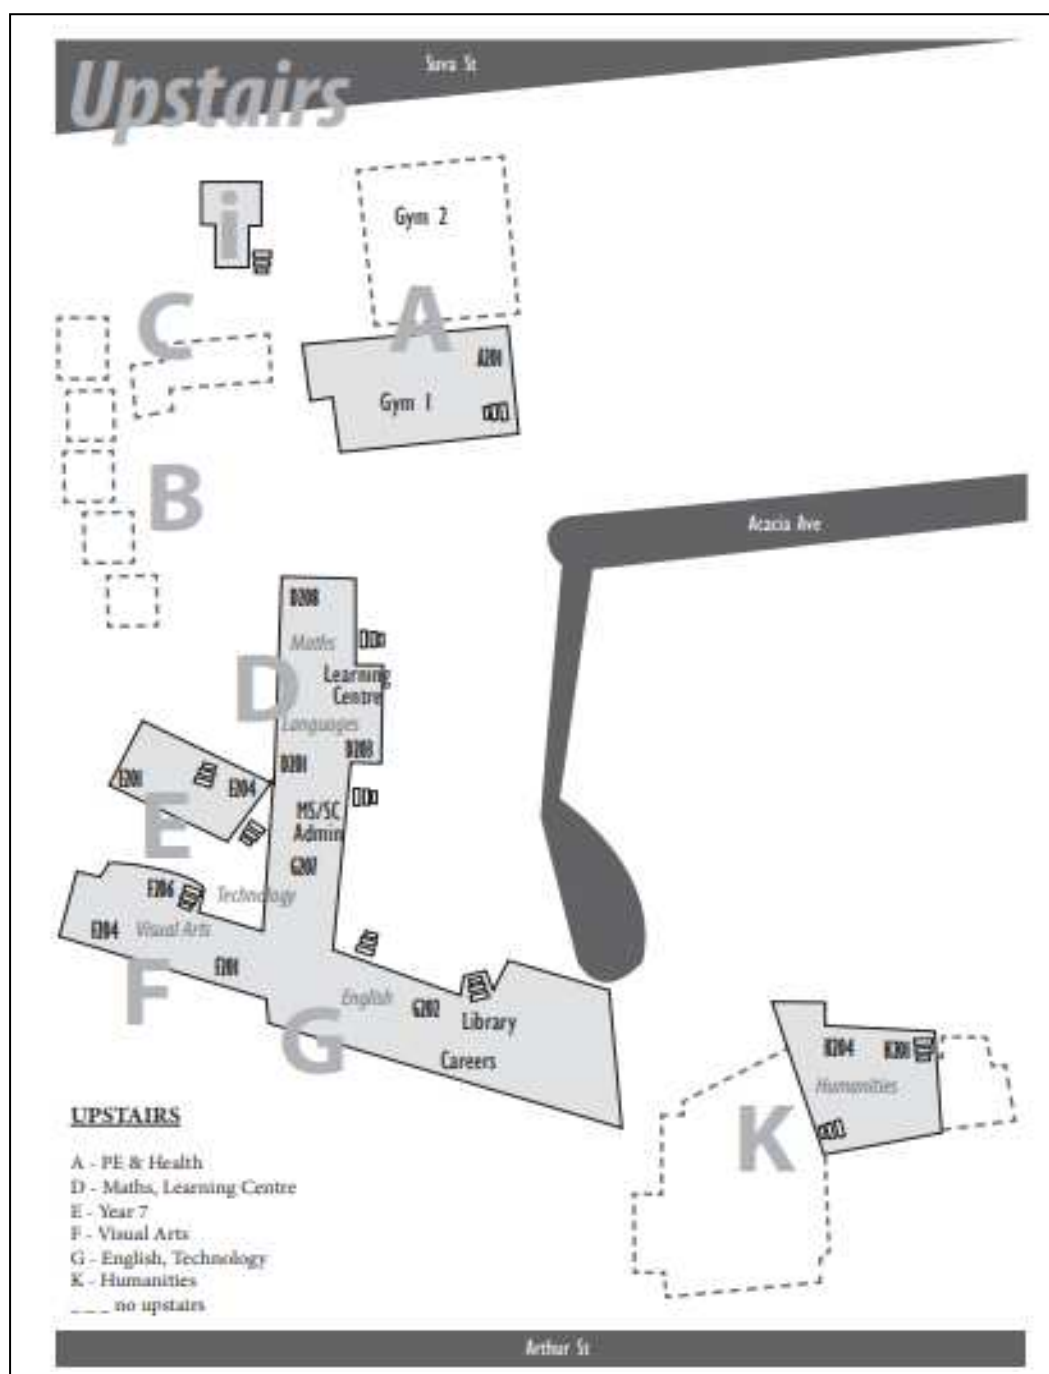 Suva St
Upstairs
i
Gym 2
C
A
A201
Gym 1
B
Acacia Ave
D208
Maths
D
Learning
Centre
Languages
D203
D201
E201
E204
MS/SC
Admin
E
G207
F206
Technology
F204
Visual Arts
F201
F
English
G202
G
Library
Careers
K204
K201
Humanities
K
UPSTAIRS
A - PE & Health
D - Maths, Learning Centre
E - Year 7
F - Visual Arts
G - English, Technology
K - Humanities
_ _ _ no upstairs
Arthur St